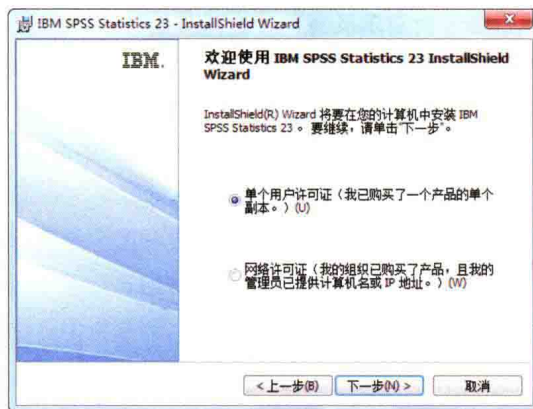 IBM SPSS Statistics 23 - InstallShield Wizard
IBM.
欢迎使用 IBM SPSS Statistics 23 InstallShield
Wizard
InstallShield(R) Wizard 将要在您的计算机中安装 IBM
SPSS Statistics 23 。 要继续，请单击“下一步”。
单个用户许可证（我已购买了一个产品的单个
副本。）(U)
网络许可证（我的组织已购买了产品，且我的
管理员已提供计算机名或 IP 地址。）(W)
< 上一步(B)
下一步(N) >
取消